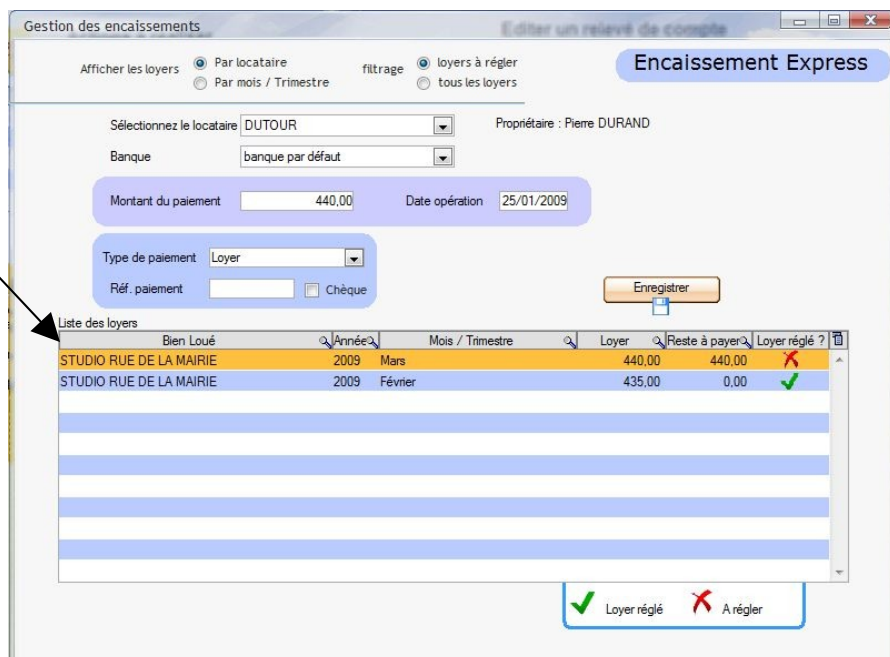 Gestion des encaissements
Editer un relevé de compte
Afficher les loyers Par locataire filtrage loyers à régler Encaissement Express
Par mois / Trimestre tous les loyers
Sélectionnez le locataire DUTOUR Propriétaire : Pierre DURAND
Banque banque par défaut
Montant du paiement 440,00 Date opération 25/01/2009
Type de paiement Loyer
Réf. paiement Chèque Enregistrer
Liste des loyers
Bien Loué Année Mois / Trimestre Loyer Reste à payer Loyer réglé ?
STUDIO RUE DE LA MAIRIE 2009 Mars 440,00 440,00
STUDIO RUE DE LA MAIRIE 2009 Février 435,00 0,00
Loyer réglé A régler